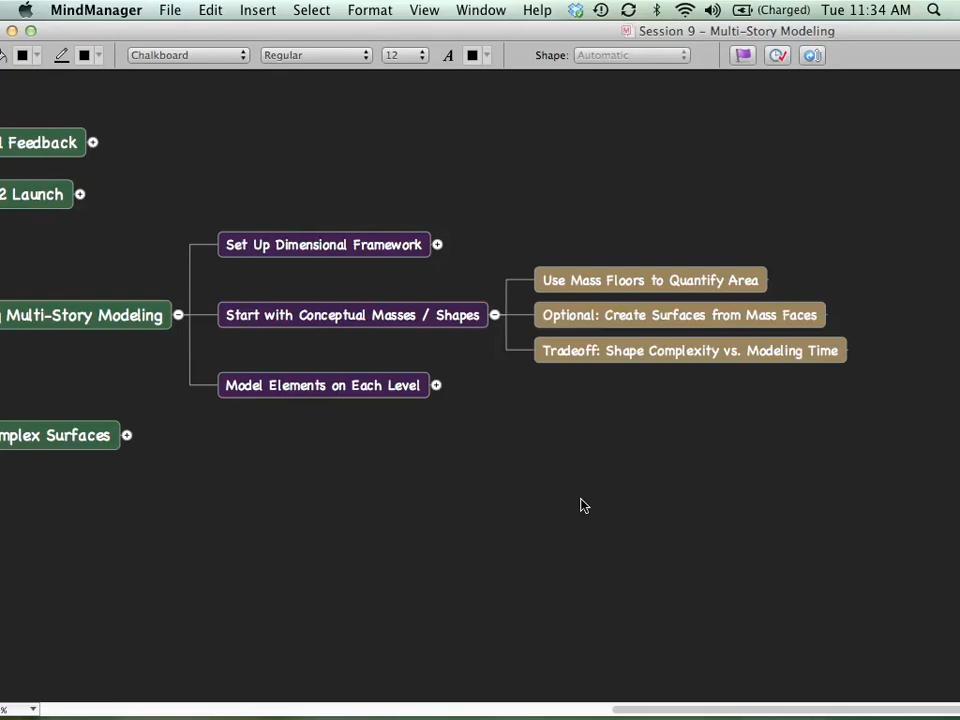 MindManager File Edit Insert Select Format View Window Help (Charged) Tue 11:34 AM
Session 9 - Multi-Story Modeling
Chalkboard Regular 12 A Shape: Automatic
Feedback
2 Launch
Set Up Dimensional Framework
Use Mass Floors to Quantify Area
Multi-Story Modeling
Start with Conceptual Masses / Shapes
Optional: Create Surfaces from Mass Faces
Tradeoff: Shape Complexity vs. Modeling Time
Model Elements on Each Level
mplex Surfaces
%